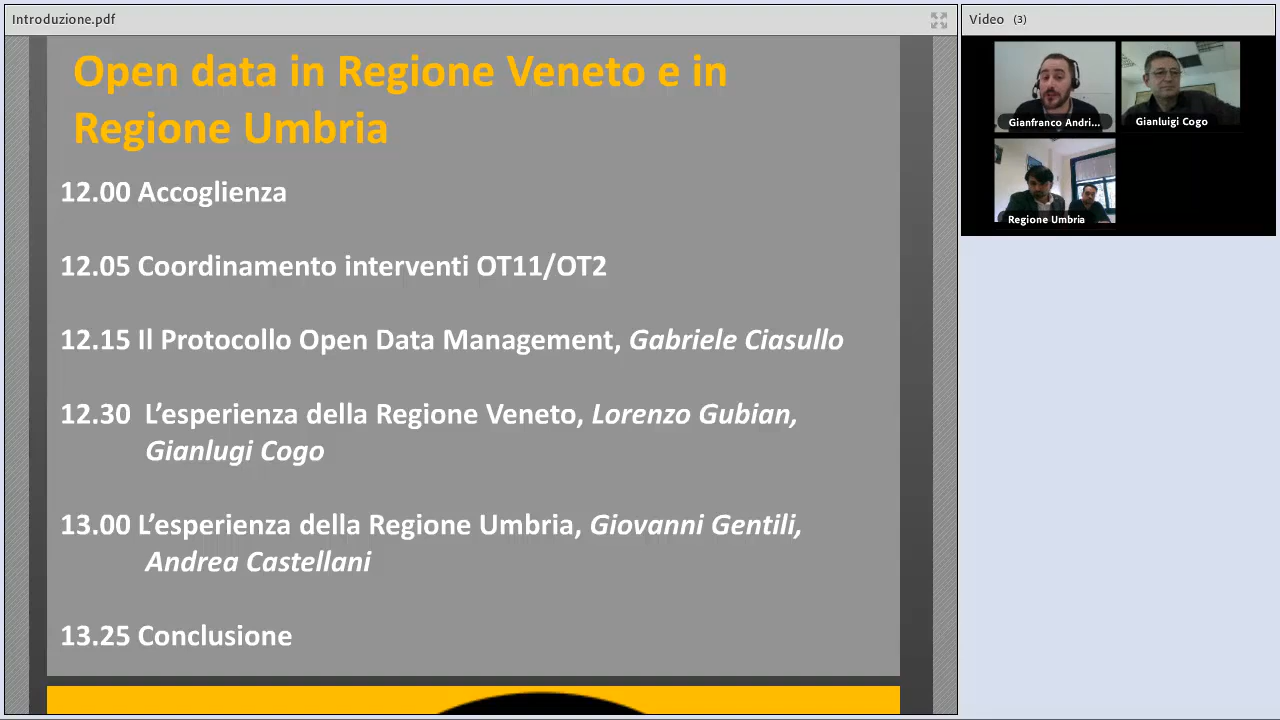 Introduzione.pdf
Video (3)
Open data in Regione Veneto e in
Regione Umbria
12.00 Accoglienza
12.05 Coordinamento interventi OT11/OT2
12.15 Il Protocollo Open Data Management, Gabriele Ciasullo
12.30 L’esperienza della Regione Veneto, Lorenzo Gubian,
Gianlugi Cogo
13.00 L’esperienza della Regione Umbria, Giovanni Gentili,
Andrea Castellani
13.25 Conclusione
Gianfranco Andri...
Gianluigi Cogo
Regione Umbria